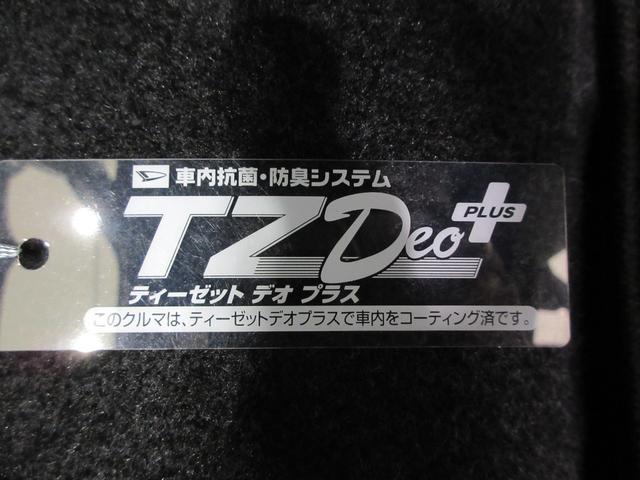 車内抗菌・防臭システム
TZDeo PLUS
ティーゼット デオ プラス
このクルマは、ティーゼットデオプラスで車内をコーティング済です。